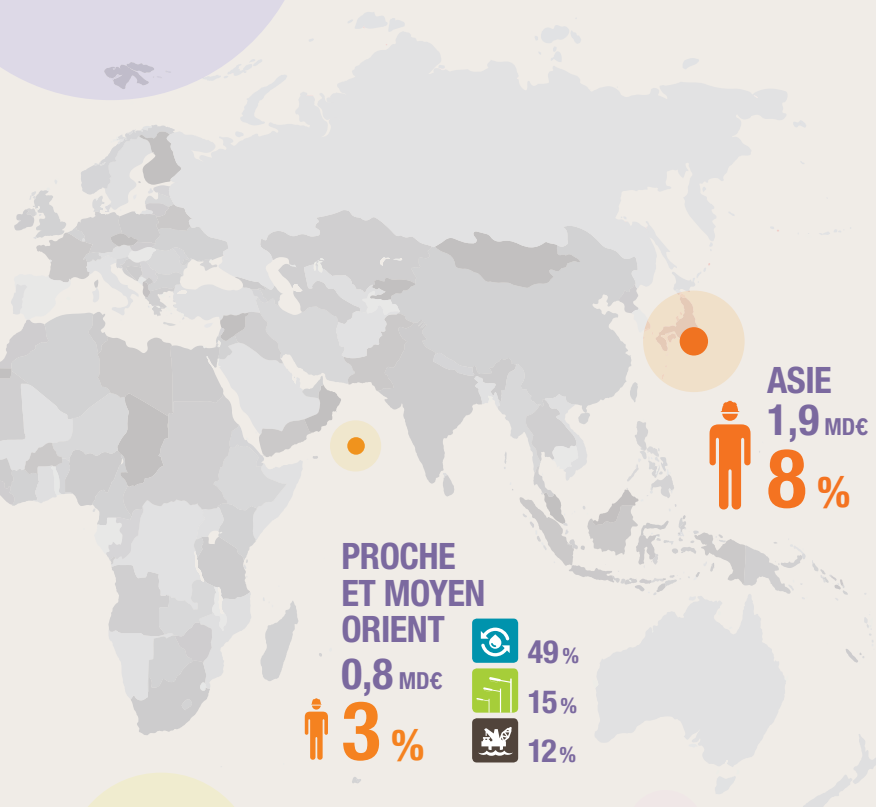 ASIE
1,9 MD€
8 %
PROCHE
ET MOYEN
ORIENT
0,8 MD€
3 %
49 %
15 %
12 %